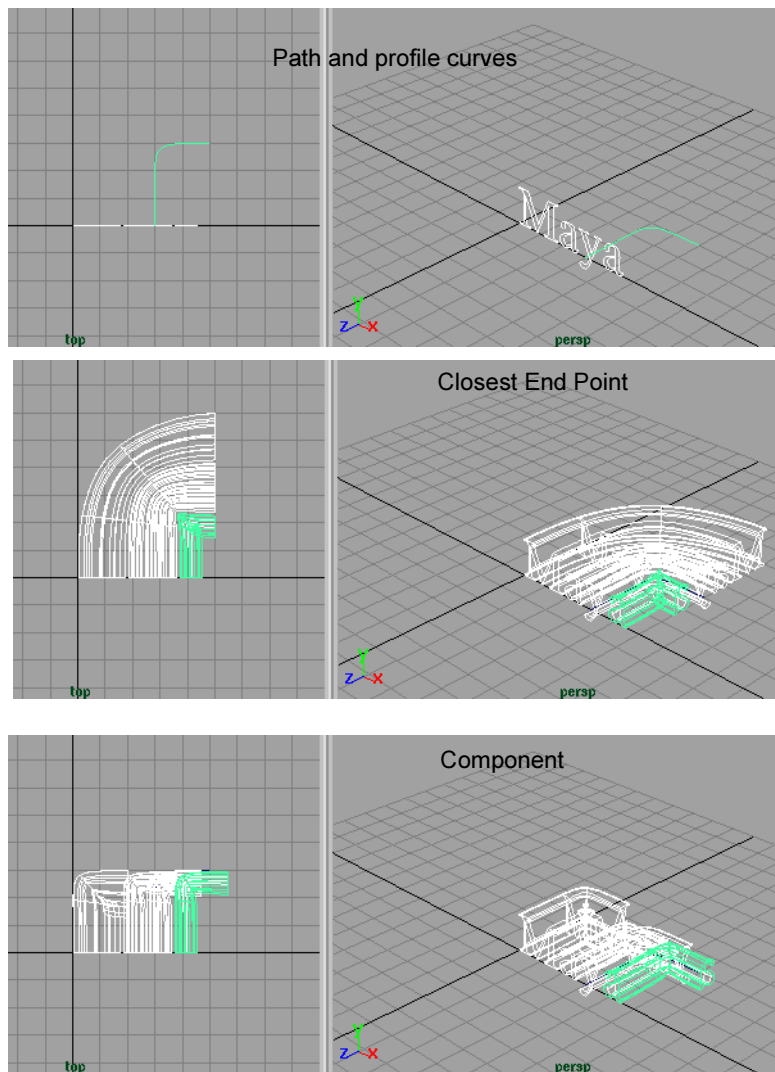 Path and profile curves
Maya
y
z x
top
persp
Closest End Point
y
z x
top
persp
Component
y
z x
top
persp